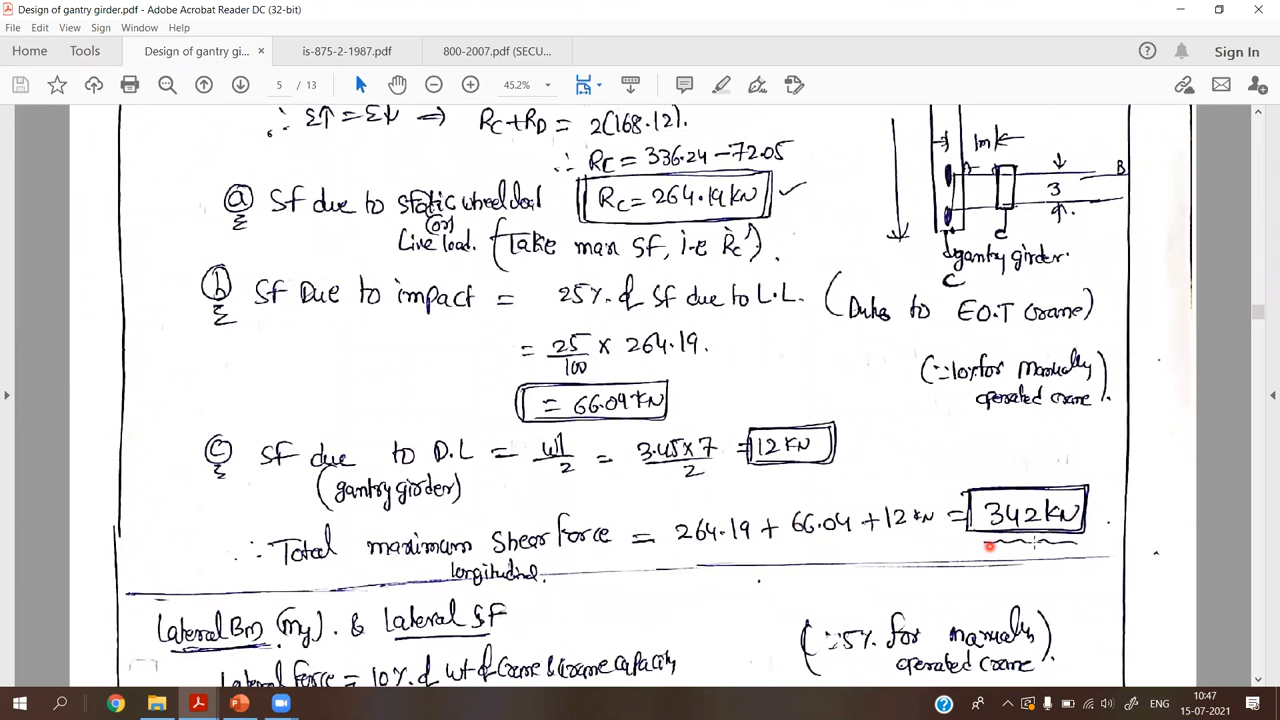 Design of gantry girder.pdf - Adobe Acrobat Reader DC (32-bit)
File Edit View Sign Window Help
Home Tools Design of gantry gi... × is-875-2-1987.pdf 800-2007.pdf (SECU... Sign In
5 / 13 45.2%
∴ Σ↑ = Σ↓ ⇒ RC+RD = 2(168.12).
∴ RC = 336.24 - 72.05
1m
A B
3
C
gantry girder.
C
(a) SF due to static wheel load RC = 264.19 kN ✓
(or)
Live load. (Take max SF, i.e RC).
(b) SF Due to impact = 25% of SF due to L.L. (Due to E.O.T Crane)
= 25/100 × 264.19.
= 66.04 kN
(∵ 10% for manually
operated crane).
(c) SF due to D.L = wl/2 = 3.45×7/2 = 12 kN
(gantry girder)
∴ Total maximum Shear force = 264.19 + 66.04 + 12 kN = 342 kN
longitudinal.
Lateral Bm (my). & Lateral SF
(∵ 5% for manually
operated crane).
Lateral force = 10% of wt of Crane & Crane capacity
ENG 10:47
15-07-2021